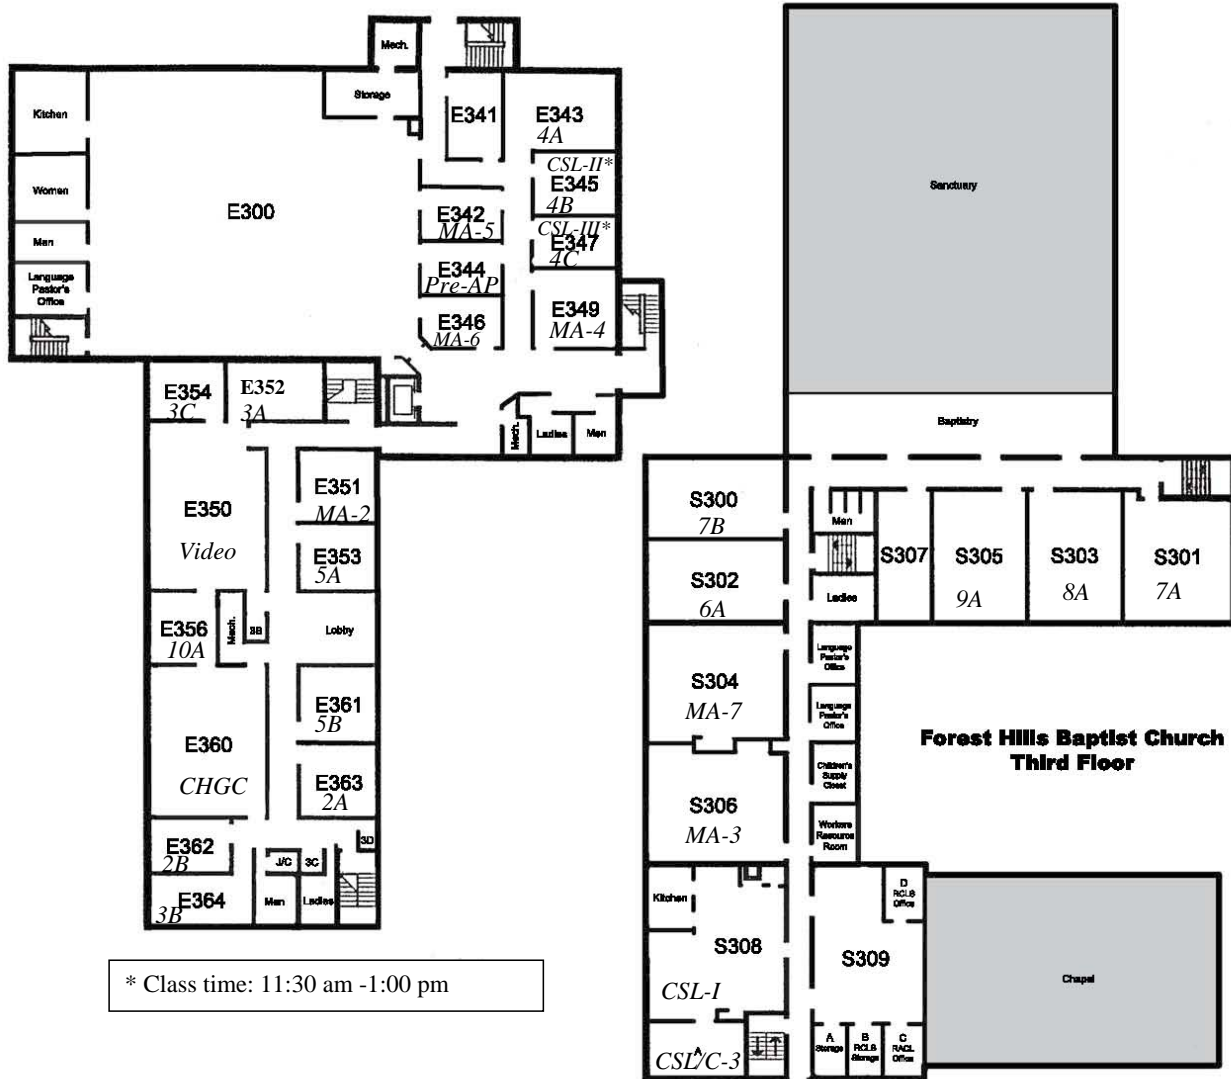 Mech.
Storage
Kitchen
E341
E343
4A
CSL-II*
E345
4B
Women
E300
E342
MA-5
CSL-III*
E347
4C
Men
E344
Pre-AP
Language
Pastor's
Office
E346
MA-6
E349
MA-4
E354
3C
E352
3A
Mech.
Ladies
Men
E351
MA-2
E350
Video
E353
5A
E356
10A
Mech.
3B
Lobby
E361
5B
E360
CHGC
E363
2A
E362
2B
3D
J/C
3C
E364
3B
Men
Ladies
* Class time: 11:30 am -1:00 pm
Sanctuary
Baptistry
S300
7B
Men
S307
S305
9A
S303
8A
S301
7A
S302
6A
Ladies
S304
MA-7
Language
Pastor's
Office
Language
Pastor's
Office
Forest Hills Baptist Church
Third Floor
Children's
Supply
Closet
S306
MA-3
Workers
Resource
Room
Kitchen
S308
CSL-I
D
RCLS
Office
S309
Chapel
A
CSL/C-3
A
Storage
B
RCLS
Storage
C
RACL
Office